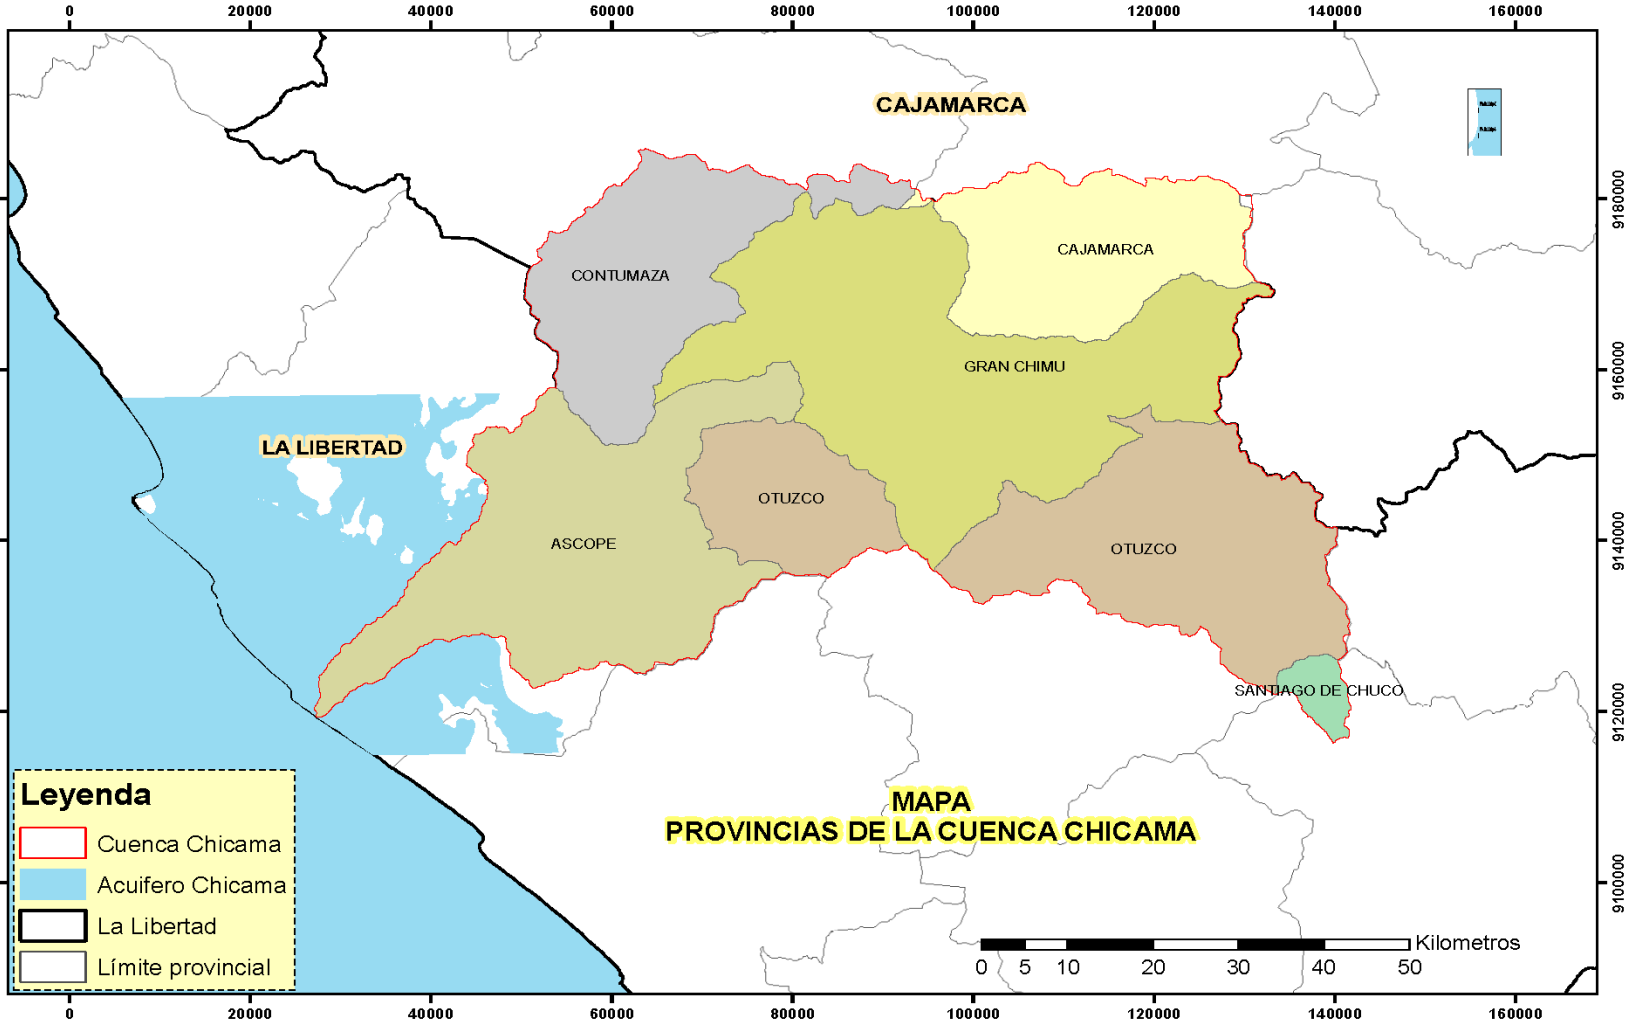 0 20000 40000 60000 80000 100000 120000 140000 160000
CAJAMARCA
9180000
CAJAMARCA
CONTUMAZA
GRAN CHIMU
9160000
LA LIBERTAD
OTUZCO
ASCOPE
OTUZCO
9140000
SANTIAGO DE CHUCO
9120000
MAPA
PROVINCIAS DE LA CUENCA CHICAMA
Leyenda
Cuenca Chicama
Acuifero Chicama
La Libertad
Límite provincial
9100000
Kilometros
0 5 10 20 30 40 50
0 20000 40000 60000 80000 100000 120000 140000 160000